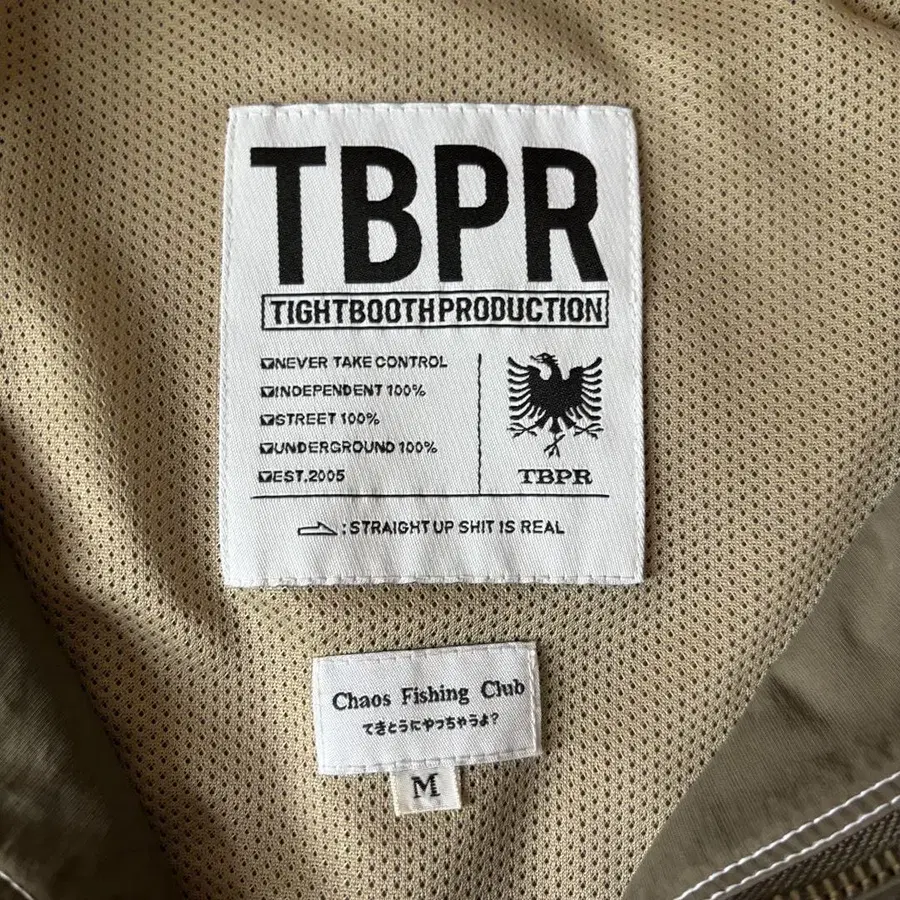 TBPR
TIGHTBOOTHPRODUCTION
NEVER TAKE CONTROL
INDEPENDENT 100%
STREET 100%
UNDERGROUND 100%
EST.2005
TBPR
: STRAIGHT UP SHIT IS REAL
Chaos Fishing Club
てきとうにやっちゃうよ?
M